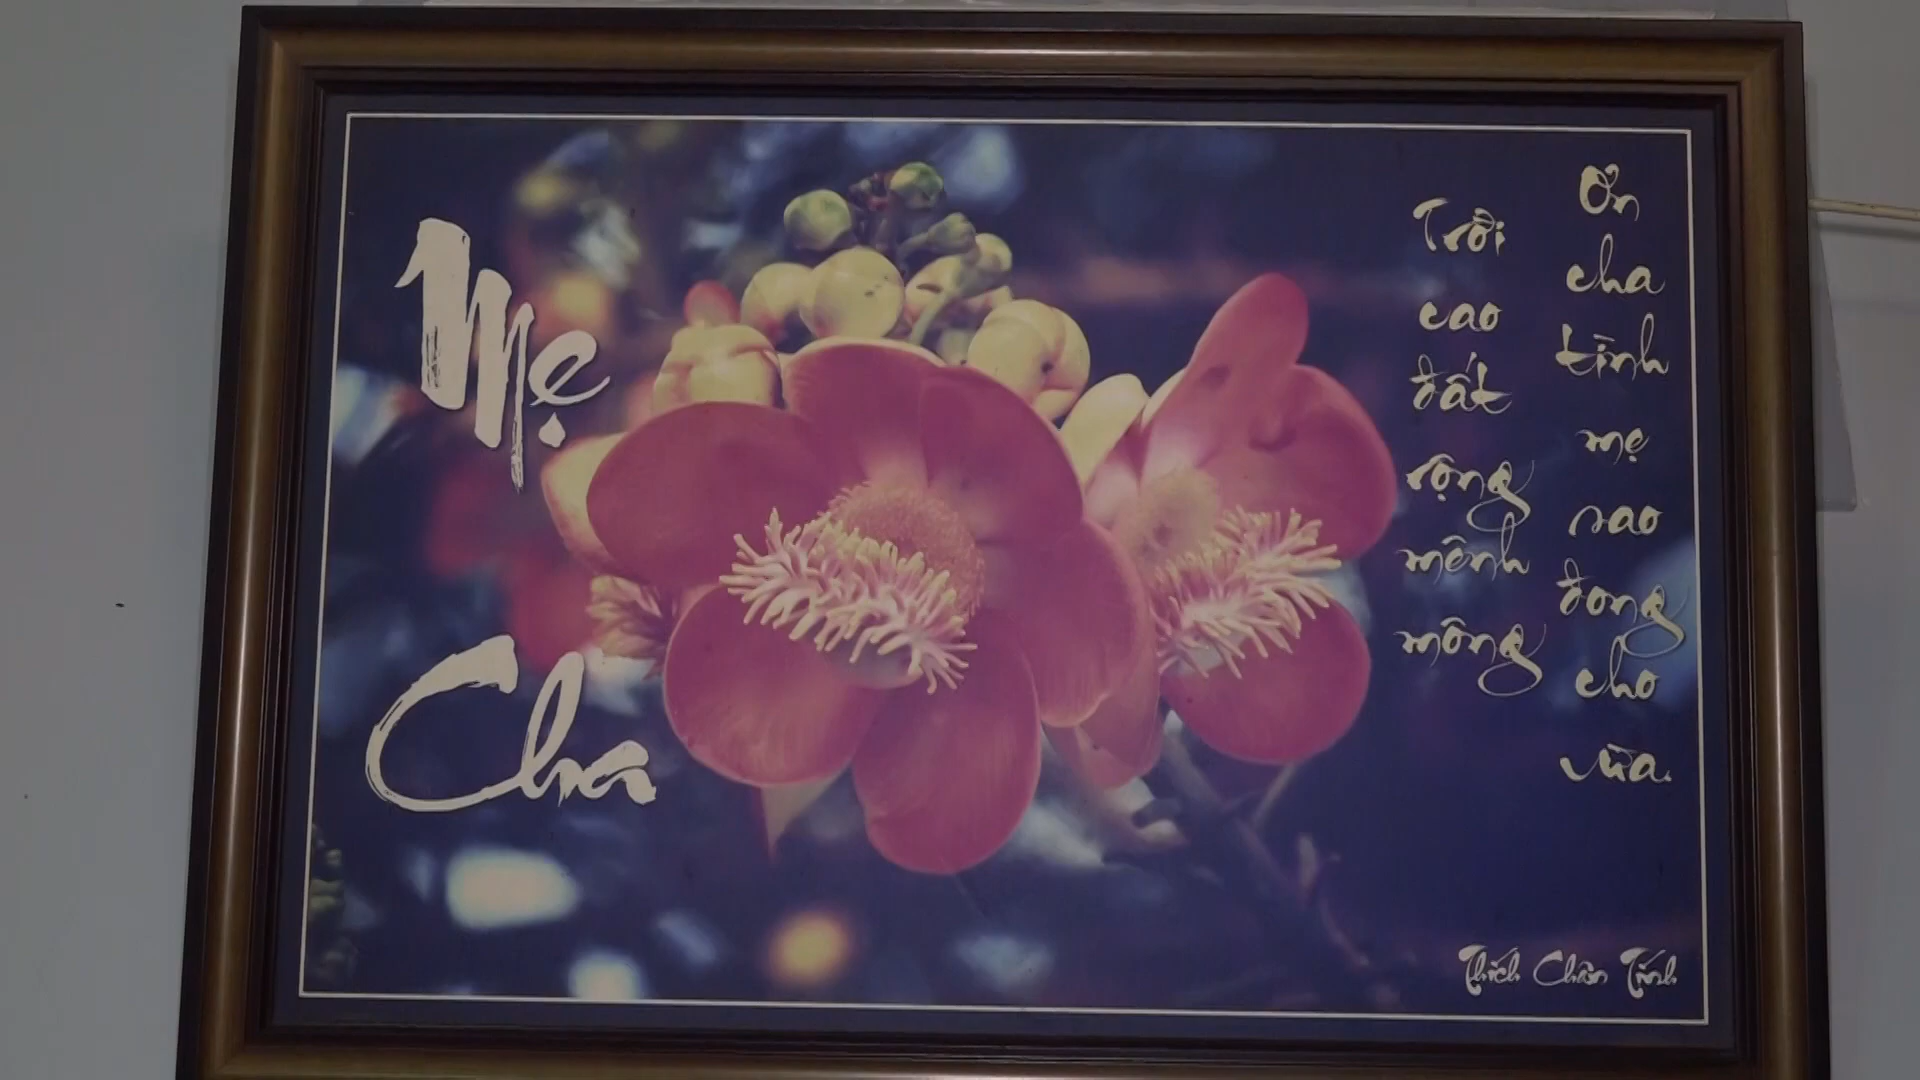 Mẹ
Cha
Trời
cao
đất
rộng
mênh
mông
Ơn
cha
tình
mẹ
sao
đong
cho
vừa.
Thích Chân Tính